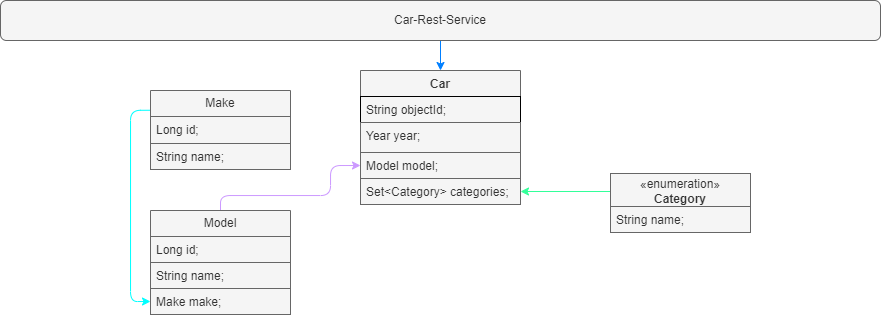 Car-Rest-Service
Car
String objectId;
Year year;
Model model;
Set<Category> categories;
Make
Long id;
String name;
Model
Long id;
String name;
Make make;
«enumeration»
Category
String name;